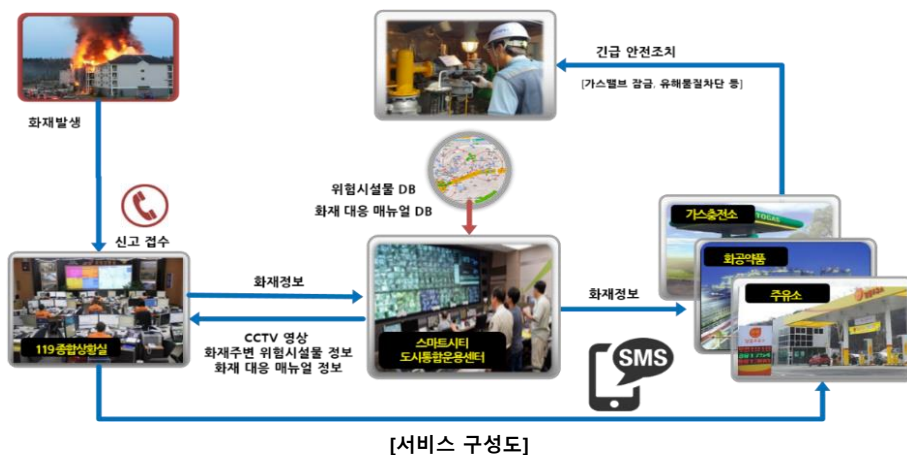 긴급 안전조치
[가스밸브 잠금, 유해물질차단 등]
화재발생
위험시설물 DB
화재 대응 매뉴얼 DB
신고 접수
가스충전소
화공약품
주유소
화재정보
화재정보
CCTV 영상
화재주변 위험시설물 정보
화재 대응 매뉴얼 정보
119 종합상황실
스마트시티
도시통합운용센터
SMS
[서비스 구성도]